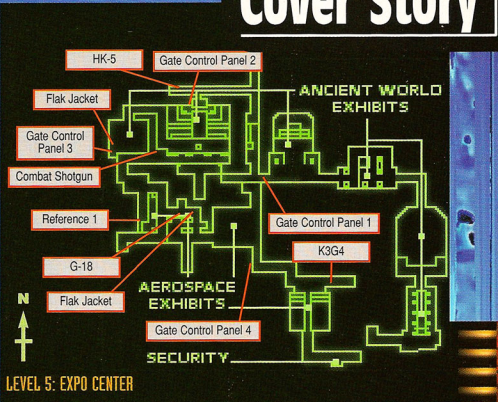 Cover Story
HK-5
Gate Control Panel 2
Flak Jacket
ANCIENT WORLD
EXHIBITS
Gate Control
Panel 3
Combat Shotgun
Reference 1
Gate Control Panel 1
K3G4
G-18
AEROSPACE
EXHIBITS
Flak Jacket
N
Gate Control Panel 4
SECURITY
LEVEL 5: EXPO CENTER